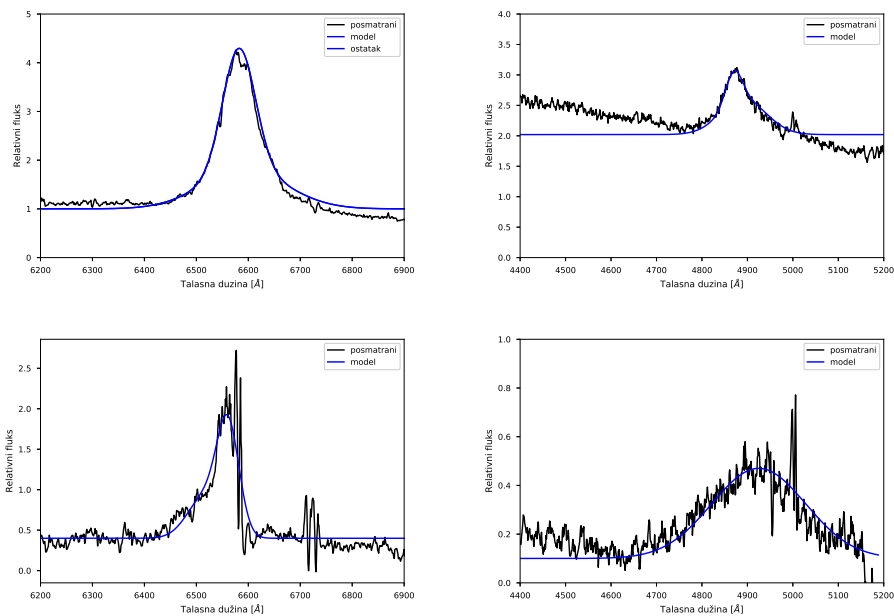 5
4
3
2
1
0
Relativni fluks
posmatrani
model
ostatak
6200 6300 6400 6500 6600 6700 6800 6900
Talasna duzina [Å]
4.0
3.5
3.0
2.5
2.0
1.5
1.0
0.5
0.0
Relativni fluks
posmatrani
model
4400 4500 4600 4700 4800 4900 5000 5100 5200
Talasna duzina [Å]
2.5
2.0
1.5
1.0
0.5
0.0
Relativni fluks
posmatrani
model
6200 6300 6400 6500 6600 6700 6800 6900
Talasna dužina [Å]
1.0
0.8
0.6
0.4
0.2
0.0
Relativni fluks
posmatrani
model
4400 4500 4600 4700 4800 4900 5000 5100 5200
Talasna dužina [Å]